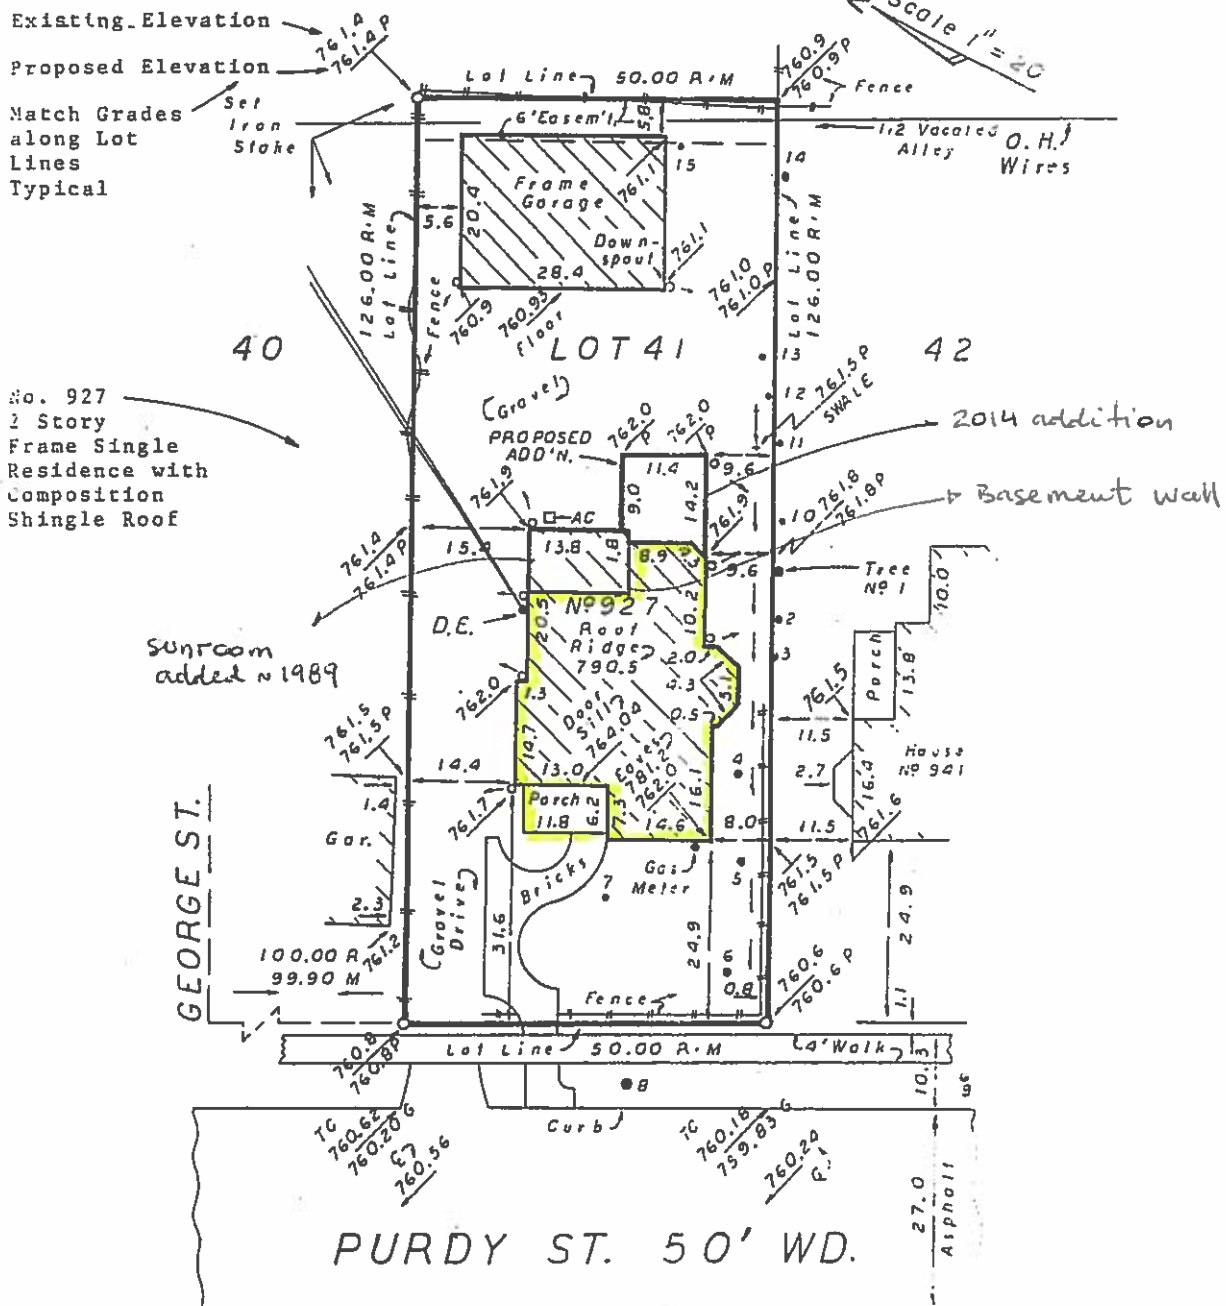 Existing Elevation
761.4
761.4 P
Proposed Elevation
Match Grades
along Lot
Lines
Typical
Set
Iron
Stake
Scale 1" = 20
Lot Line 50.00 R·M
760.9
760.9 P
Fence
6' Easem't.
5.8
1/2 Vacated
Alley
O.H.
Wires
15
14
Frame
Garage
761.1
20.4
5.6
Down-
spout
761.1
28.4
126.00 R·M
Lot Line
Fence
760.9
760.93
Floor
761.0
761.0 P
Lot Line
126.00 R·M
40
LOT 41
42
13
12
761.5 P
SWALE
11
(Gravel)
PROPOSED
ADD'N.
762.0
P
762.0
P
11.4
9.6
9.0
14.2
2014 addition
Basement wall
No. 927
2 Story
Frame Single
Residence with
Composition
Shingle Roof
761.9
AC
761.9
10
761.8
761.8 P
761.4
761.4 P
15.4
13.8
1.8
8.9
9.6
Tree
Nº 1
10.0
D.E.
20.5
Nº 927
10.2
Roof
Ridge
790.5
2.0
4.3
3.1
0.5
2
3
sunroom
added ~ 1989
762.0
1.3
Door
Sill
764.04
14.7
Eaves
781.2
762.0
16.1
13.0
761.5
Porch
13.8
11.5
House
Nº 941
2.7
16.4
761.6
761.5
761.5 P
14.4
4
1.4
Gar.
2.3
761.7
Porch
11.8
6.2
7.3
14.6
8.0
11.5
Gas
Meter
5
761.5
761.5 P
Bricks
7
(Gravel
Drive)
31.6
24.9
24.9
GEORGE ST.
100.00 R
99.90 M
761.2
6
0.8
760.6
760.6 P
Fence
1.1
760.8
760.8P
Lot Line 50.00 R·M
4' Walk
10.3
8
Curb
TC
760.62
760.20 G
760.56
TC
760.18
759.83 G
760.24
27.0
Asphalt
PURDY ST. 50' WD.